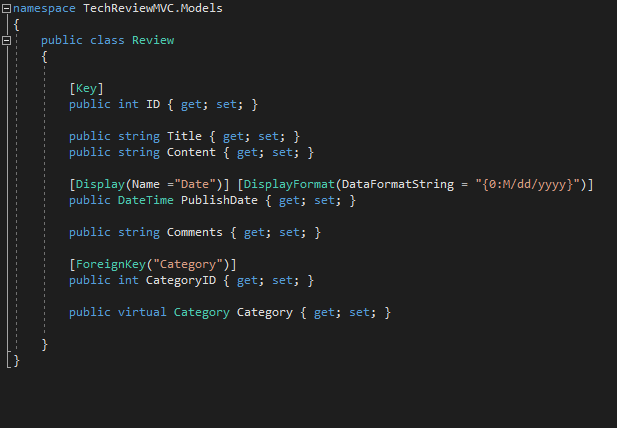 namespace TechReviewMVC.Models
{
public class Review
{
[Key]
public int ID { get; set; }
public string Title { get; set; }
public string Content { get; set; }
[Display(Name ="Date")] [DisplayFormat(DataFormatString = "{0:M/dd/yyyy}")]
public DateTime PublishDate { get; set; }
public string Comments { get; set; }
[ForeignKey("Category")]
public int CategoryID { get; set; }
public virtual Category Category { get; set; }
}
}